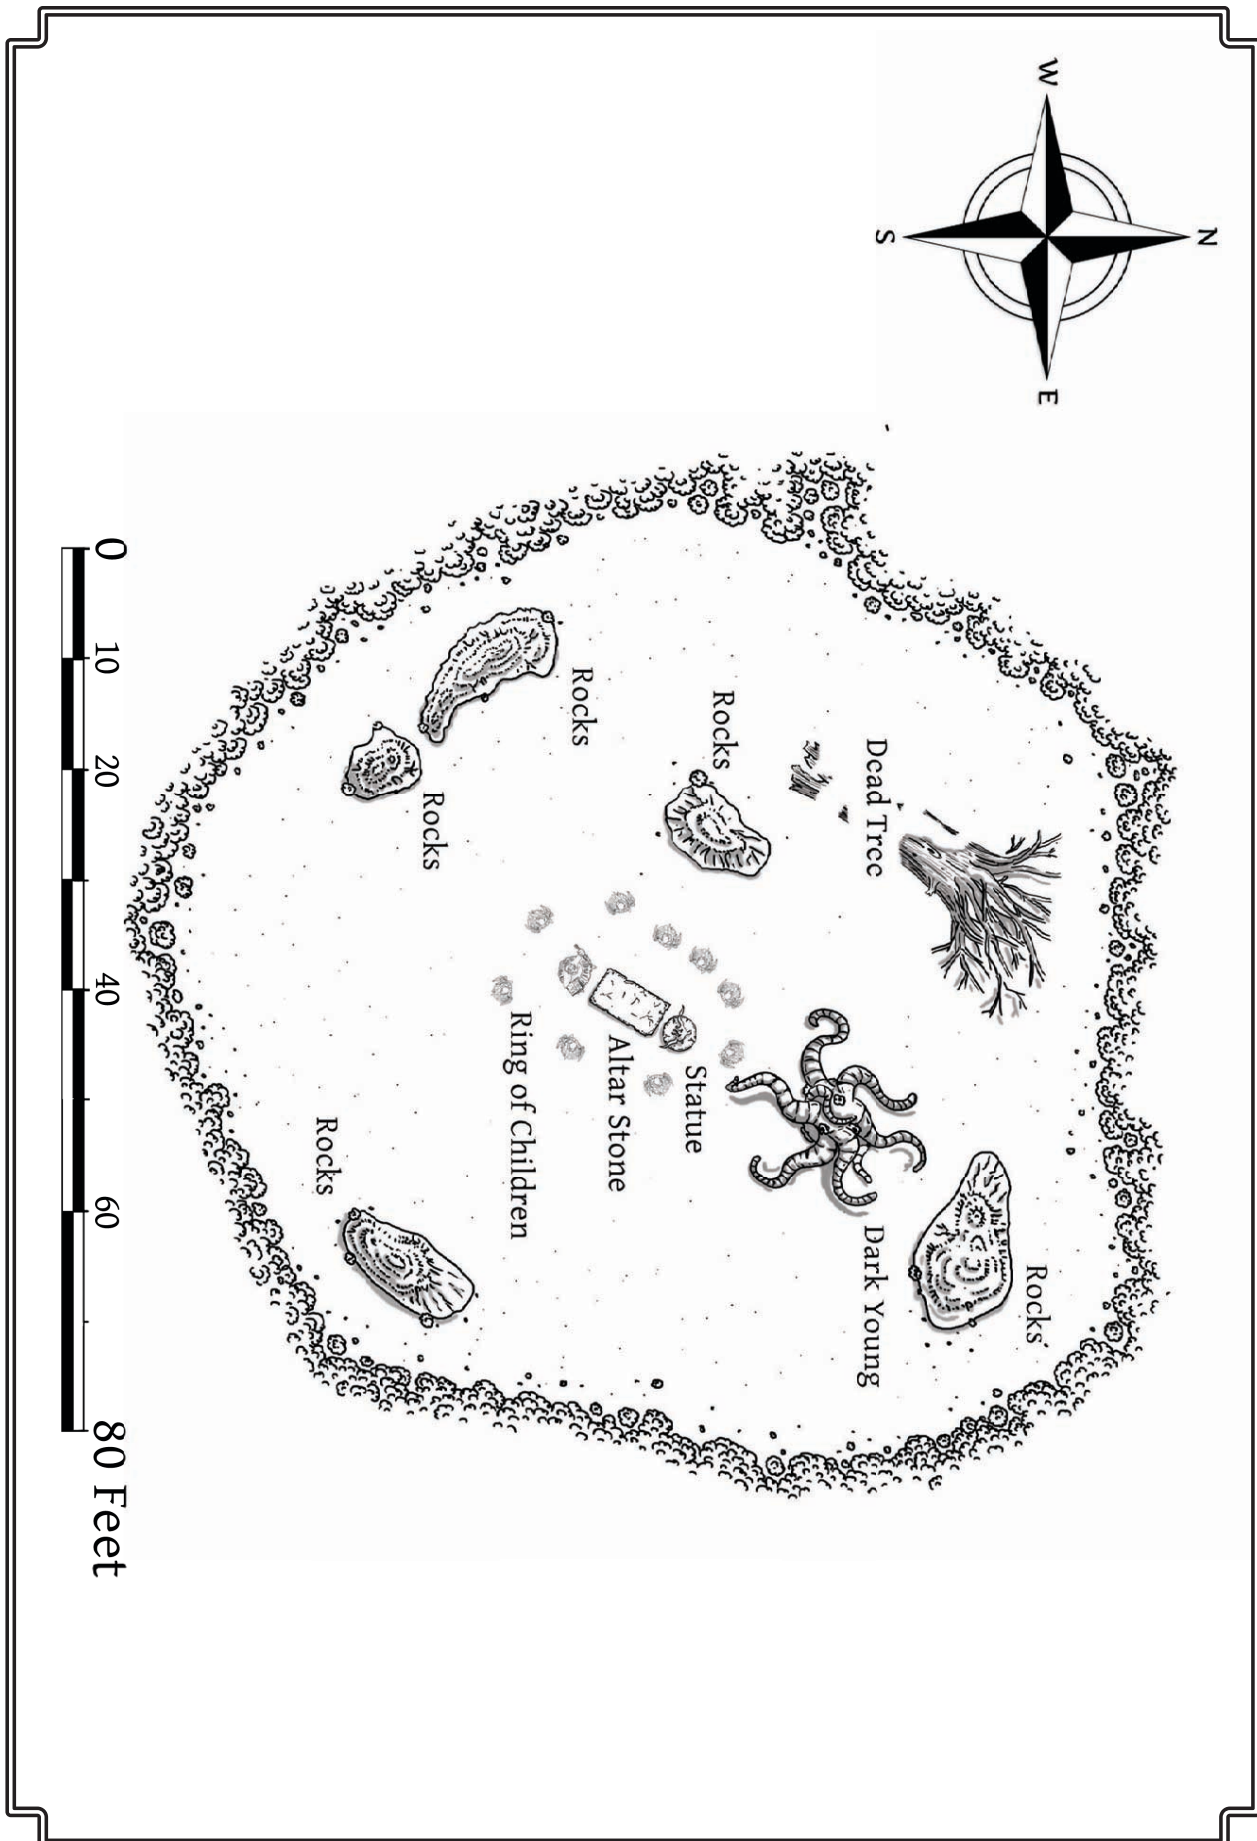 N
W
E
S
Rocks
Dead Tree
Dark Young
Rocks
Statue
Rocks
Altar Stone
Ring of Children
Rocks
Rocks
Rocks
0 10 20 40 60 80 Feet